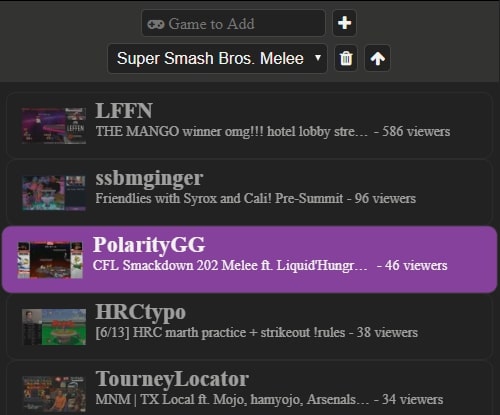 Game to Add
Super Smash Bros. Melee
LFFN
THE MANGO winner omg!!! hotel lobby stre… - 586 viewers
ssbmginger
Friendlies with Syrox and Cali! Pre-Summit - 96 viewers
PolarityGG
CFL Smackdown 202 Melee ft. Liquid'Hungr… - 46 viewers
HRCtypo
[6/13] HRC marth practice + strikeout !rules - 38 viewers
TourneyLocator
MNM | TX Local ft. Mojo, hamyojo, Arsenals… - 34 viewers